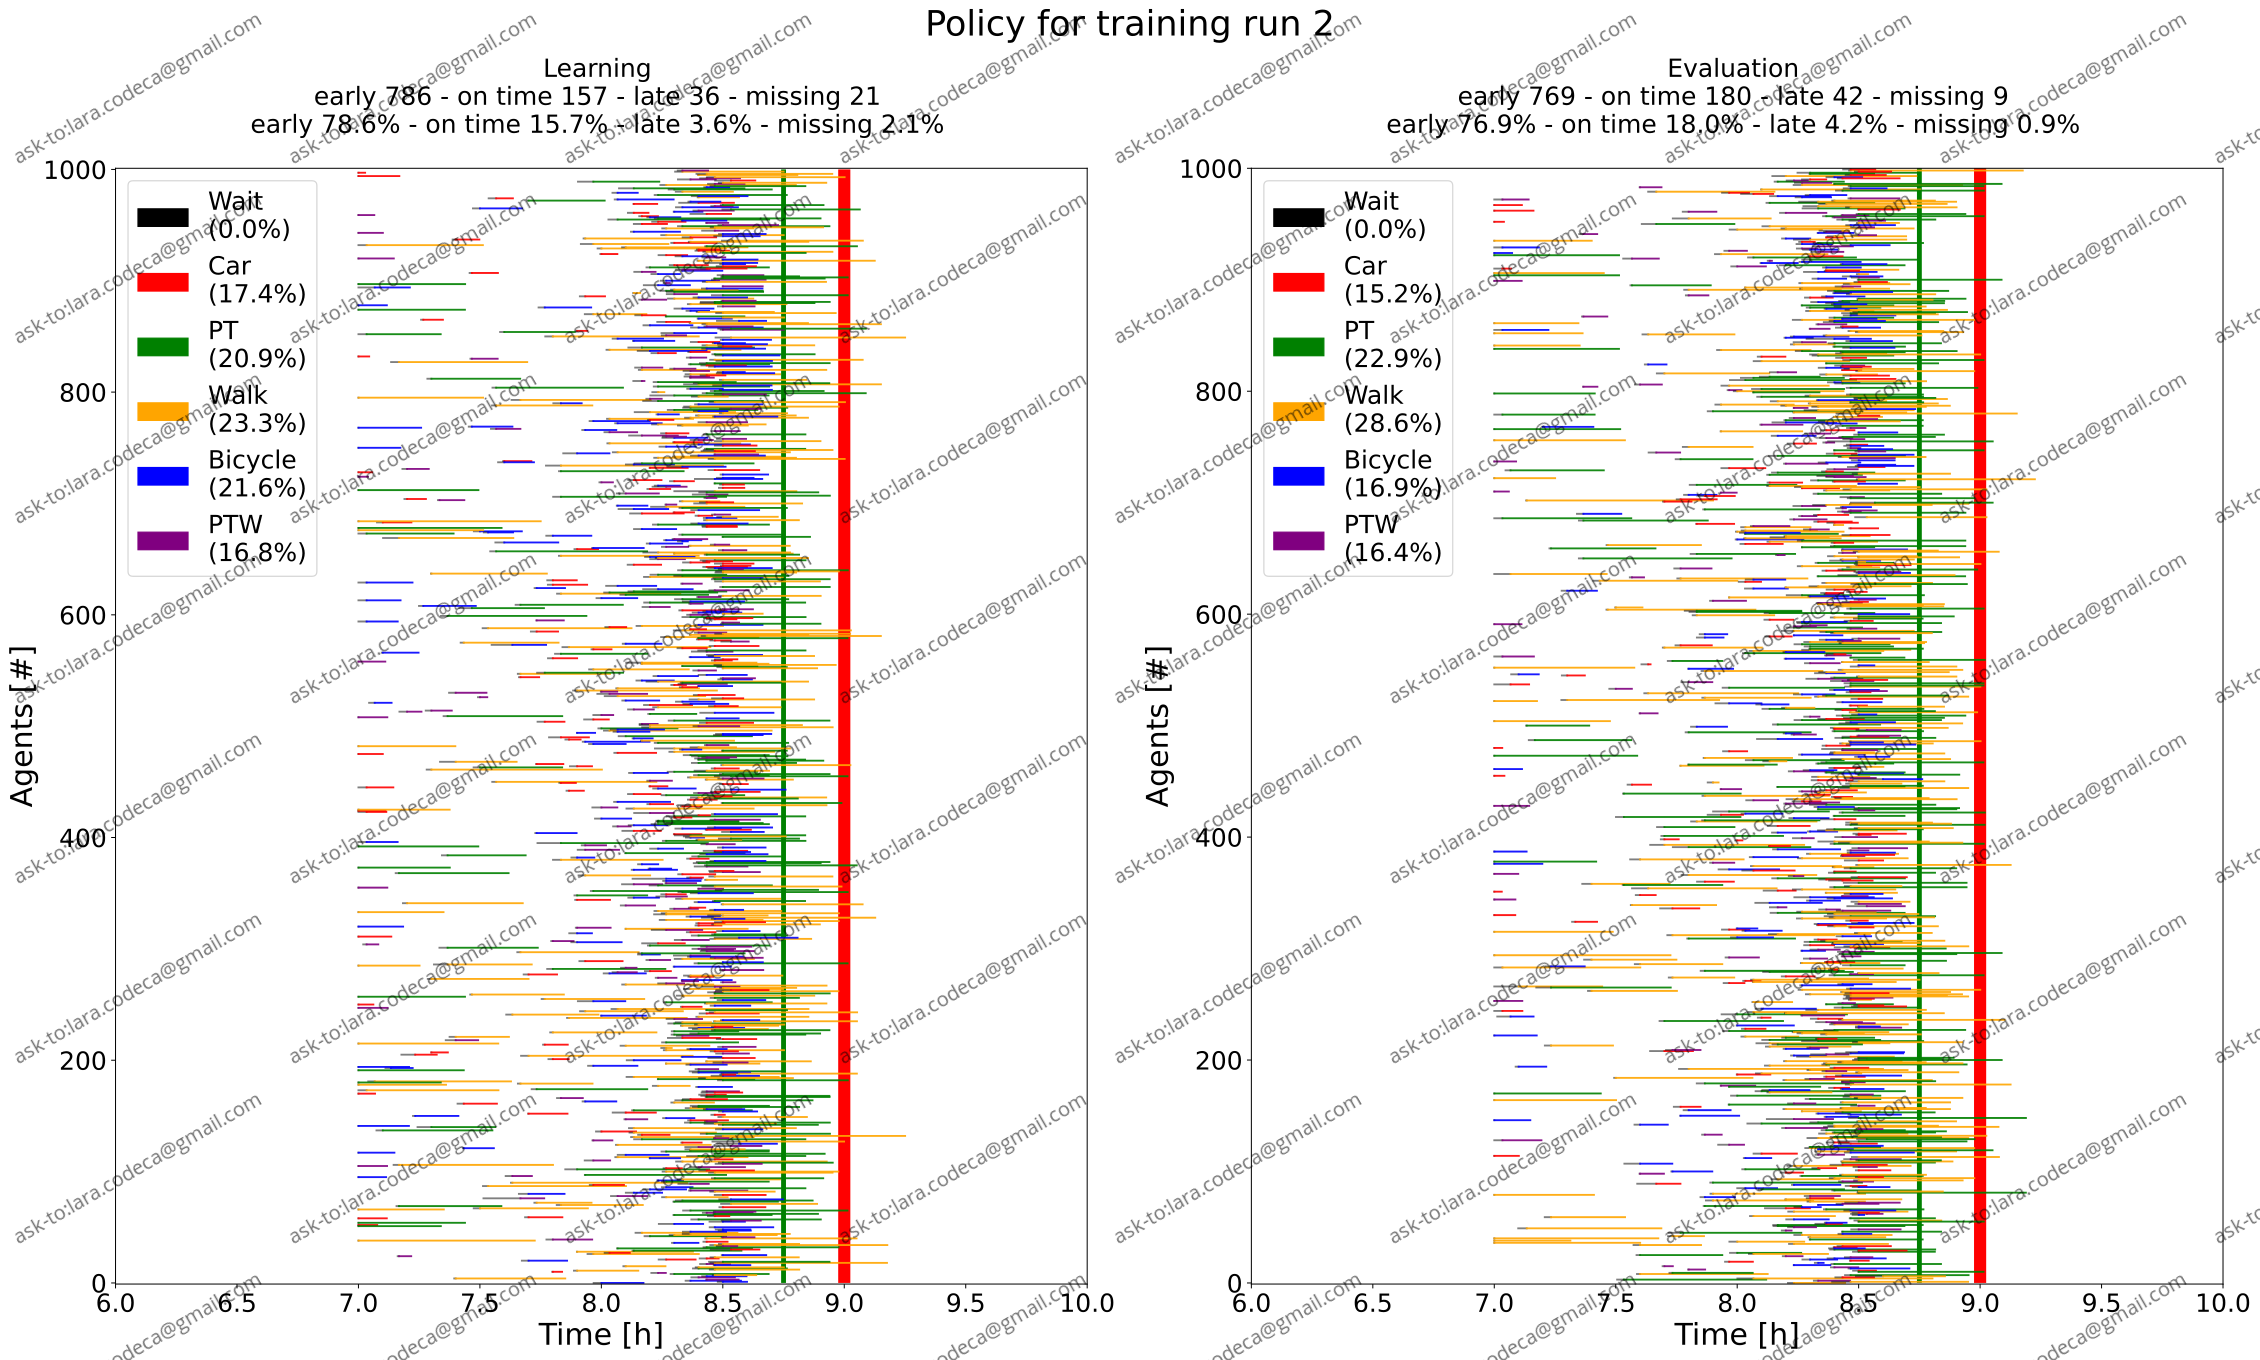 Policy for training run 2
Learning
early 786 - on time 157 - late 36 - missing 21
early 78.6% - on time 15.7% - late 3.6% - missing 2.1%
Wait
(0.0%)
Car
(17.4%)
PT
(20.9%)
Walk
(23.3%)
Bicycle
(21.6%)
PTW
(16.8%)
Agents [#]
1000
800
600
400
200
0
6.0 6.5 7.0 7.5 8.0 8.5 9.0 9.5 10.0
Time [h]
Evaluation
early 769 - on time 180 - late 42 - missing 9
early 76.9% - on time 18.0% - late 4.2% - missing 0.9%
Wait
(0.0%)
Car
(15.2%)
PT
(22.9%)
Walk
(28.6%)
Bicycle
(16.9%)
PTW
(16.4%)
Agents [#]
1000
800
600
400
200
0
6.0 6.5 7.0 7.5 8.0 8.5 9.0 9.5 10.0
Time [h]
ask-to:lara.codeca@gmail.com